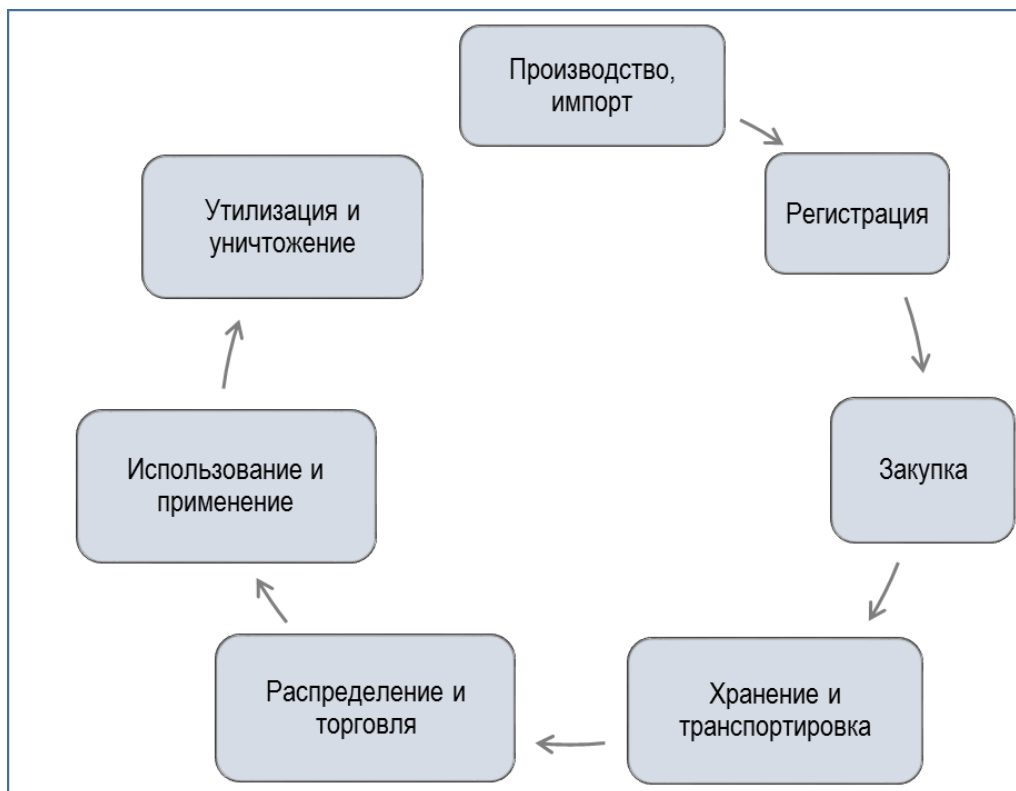 Производство,
импорт
Регистрация
Закупка
Хранение и
транспортировка
Распределение и
торговля
Использование и
применение
Утилизация и
уничтожение